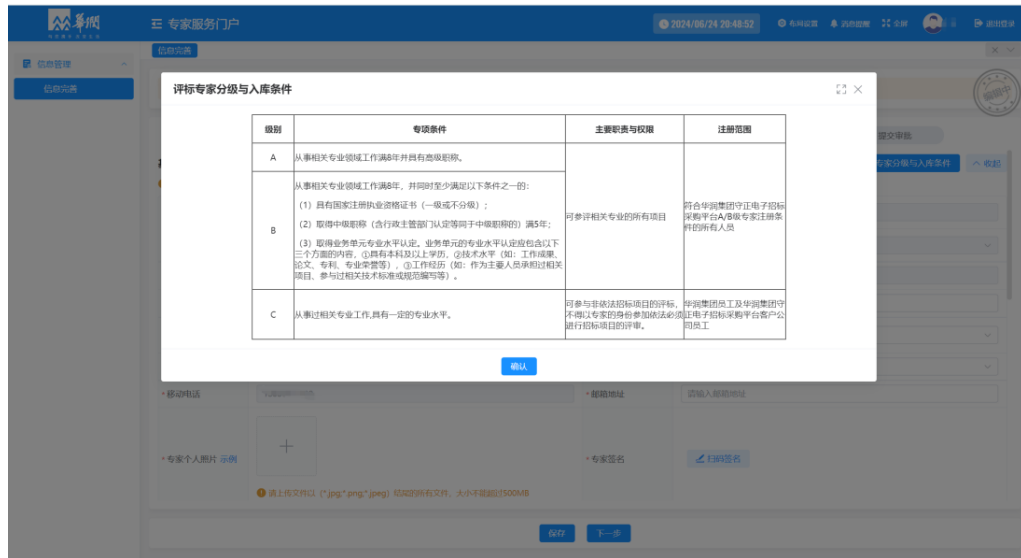 華潤
专家服务门户
2024/06/24 20:48:52
布局设置
消息提醒
全屏
退出登录
信息管理
信息完善
信息完善
评标专家分级与入库条件
级别
专项条件
主要职责与权限
注册范围
A
从事相关专业领域工作满8年并具有高级职称。
B
从事相关专业领域工作满8年，并同时至少满足以下条件之一的：
（1）具有国家注册执业资格证书（一级或不分级）；
（2）取得中级职称（含行政主管部门认定等同于中级职称的）满5年；
（3）取得业务单元专业水平认定。业务单元的专业水平认定应包含以下
三个方面的内容，①具有本科及以上学历，②技术水平（如：工作成果、
论文、专利、专业荣誉等），③工作经历（如：作为主要人员承担过相关
项目、参与过相关技术标准或规范编写等）。
可参评相关专业的所有项目
符合华润集团守正电子招标
采购平台A/B级专家注册条
件的所有人员
C
从事过相关专业工作,具有一定的专业水平。
可参与非依法招标项目的评标，
不得以专家的身份参加依法必须
进行招标项目的评审。
华润集团员工及华润集团守
正电子招标采购平台客户公
司员工
确认
编辑中
提交审批
专家分级与入库条件
收起
* 移动电话
* 邮箱地址
请输入邮箱地址
* 专家个人照片 示例
* 专家签名
扫码签名
请上传文件以（*.jpg;*.png;*.jpeg）结尾的所有文件，大小不能超过500MB
保存
下一步